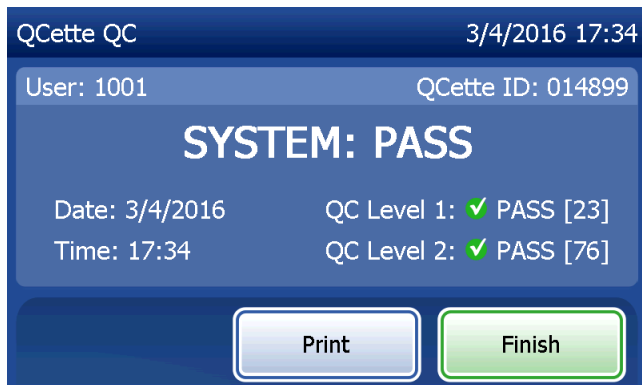 QCette QC 3/4/2016 17:34
User: 1001 QCette ID: 014899
SYSTEM: PASS
Date: 3/4/2016 QC Level 1: PASS [23]
Time: 17:34 QC Level 2: PASS [76]
Print Finish